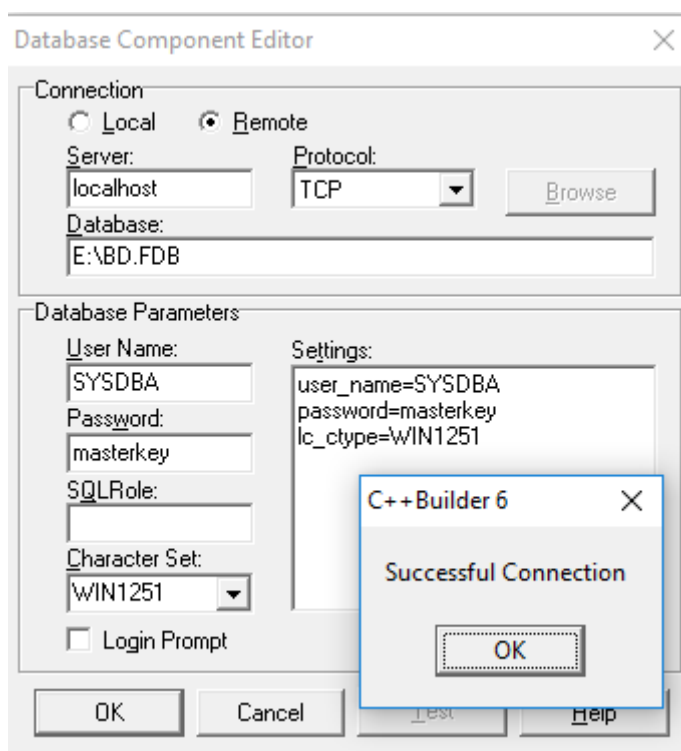 Database Component Editor
Connection
Local Remote
Server: Protocol:
localhost TCP Browse
Database:
E:\BD.FDB
Database Parameters
User Name: Settings:
SYSDBA user_name=SYSDBA
Password: password=masterkey
masterkey lc_ctype=WIN1251
SQLRole:
Character Set:
WIN1251
Login Prompt
C++Builder 6
Successful Connection
OK
OK Cancel Test Help